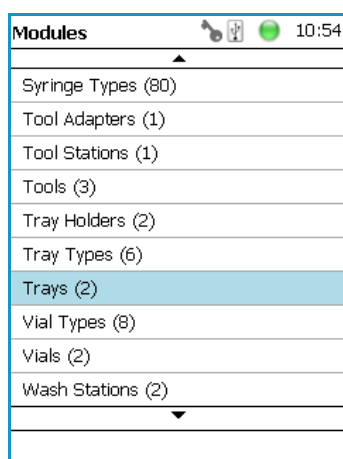 Modules 10:54
Syringe Types (80)
Tool Adapters (1)
Tool Stations (1)
Tools (3)
Tray Holders (2)
Tray Types (6)
Trays (2)
Vial Types (8)
Vials (2)
Wash Stations (2)